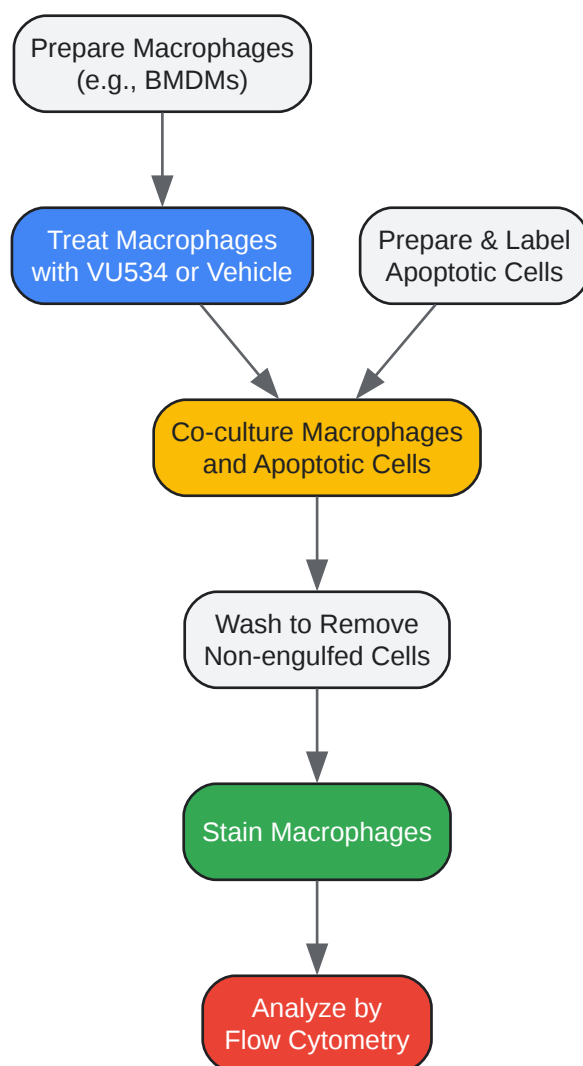 Prepare Macrophages
(e.g., BMDMs)
Treat Macrophages
with VU534 or Vehicle
Prepare & Label
Apoptotic Cells
Co-culture Macrophages
and Apoptotic Cells
Wash to Remove
Non-engulfed Cells
Stain Macrophages
Analyze by
Flow Cytometry